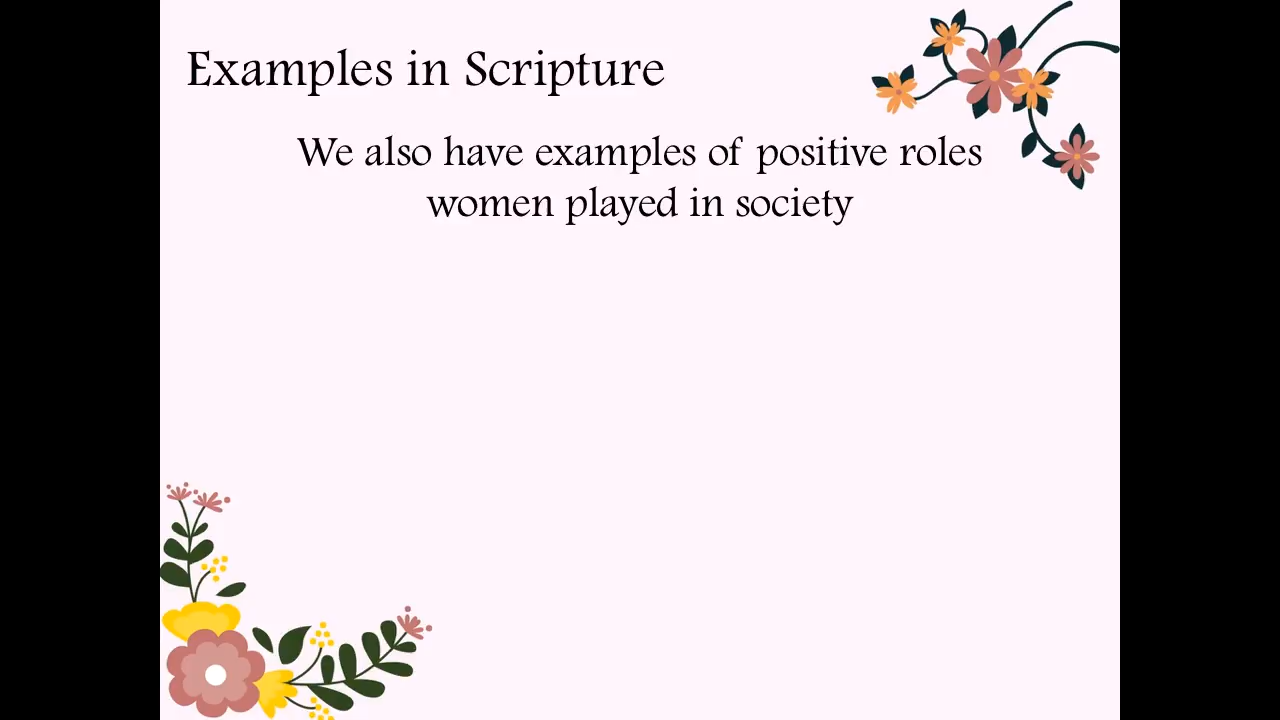 Examples in Scripture
We also have examples of positive roles
women played in society